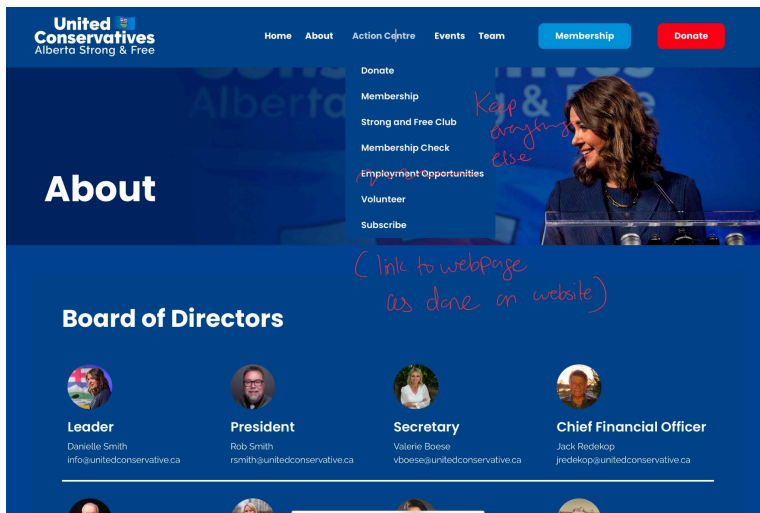 United
Conservatives
Alberta Strong & Free
Home About Action Centre Events Team Membership Donate
Donate
Membership
Strong and Free Club
Membership Check
Employment Opportunities
Volunteer
Subscribe
Keep
everything
else
Alberta & Free
About
(link to webpage
as done on website)
Board of Directors
Leader
Danielle Smith
info@unitedconservative.ca
President
Rob Smith
rsmith@unitedconservative.ca
Secretary
Valerie Boese
vboese@unitedconservative.ca
Chief Financial Officer
Jack Redekop
jredekop@unitedconservative.ca